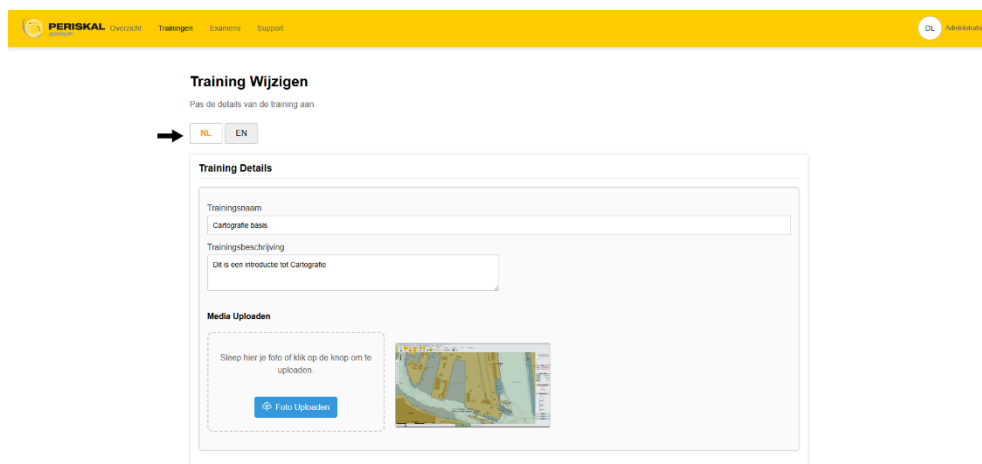 PERISKAL GROUP Overzicht Trainingen Examens Support DL Administrato
Training Wijzigen
Pas de details van de training aan.
NL EN
Training Details
Trainingsnaam
Cartografie basis
Trainingsbeschrijving
Dit is een introductie tot Cartografie
Media Uploaden
Sleep hier je foto of klik op de knop om te
uploaden.
Foto Uploaden